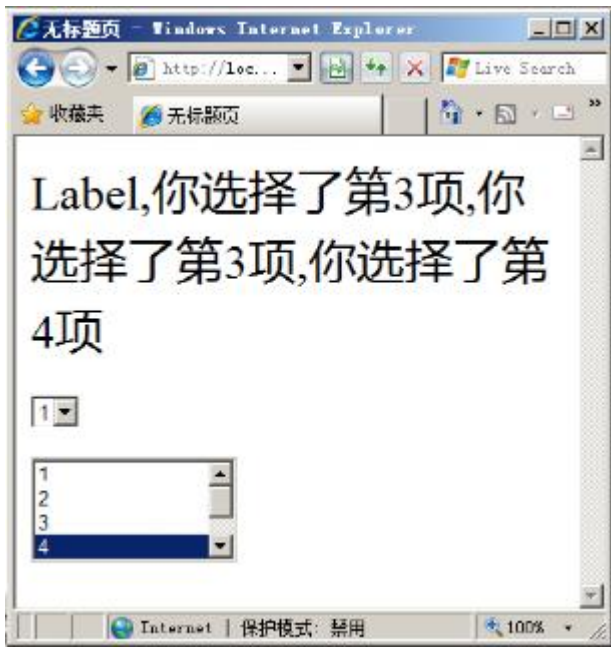 无标题页 - Windows Internet Explorer
http://loc... Live Search
收藏夹 无标题页 »
Label,你选择了第3项,你
选择了第3项,你选择了第
4项
1
1
2
3
4
Internet | 保护模式: 禁用 100%